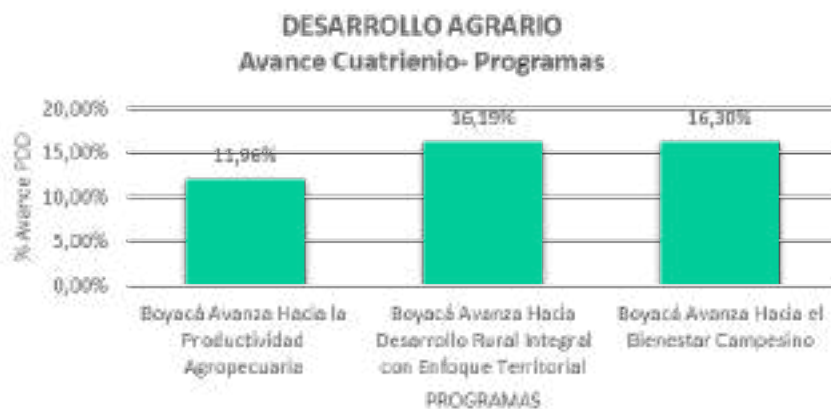 DESARROLLO AGRARIO
Avance Cuatrienio- Programas
% Avance PDD
20,00%
15,00%
10,00%
5,00%
0,00%
11,96%
16,19%
16,30%
Boyacá Avanza Hacia la
Productividad
Agropecuaria
Boyacá Avanza Hacia
Desarrollo Rural Integral
con Enfoque Territorial
Boyacá Avanza Hacia el
Bienestar Campesino
PROGRAMAS